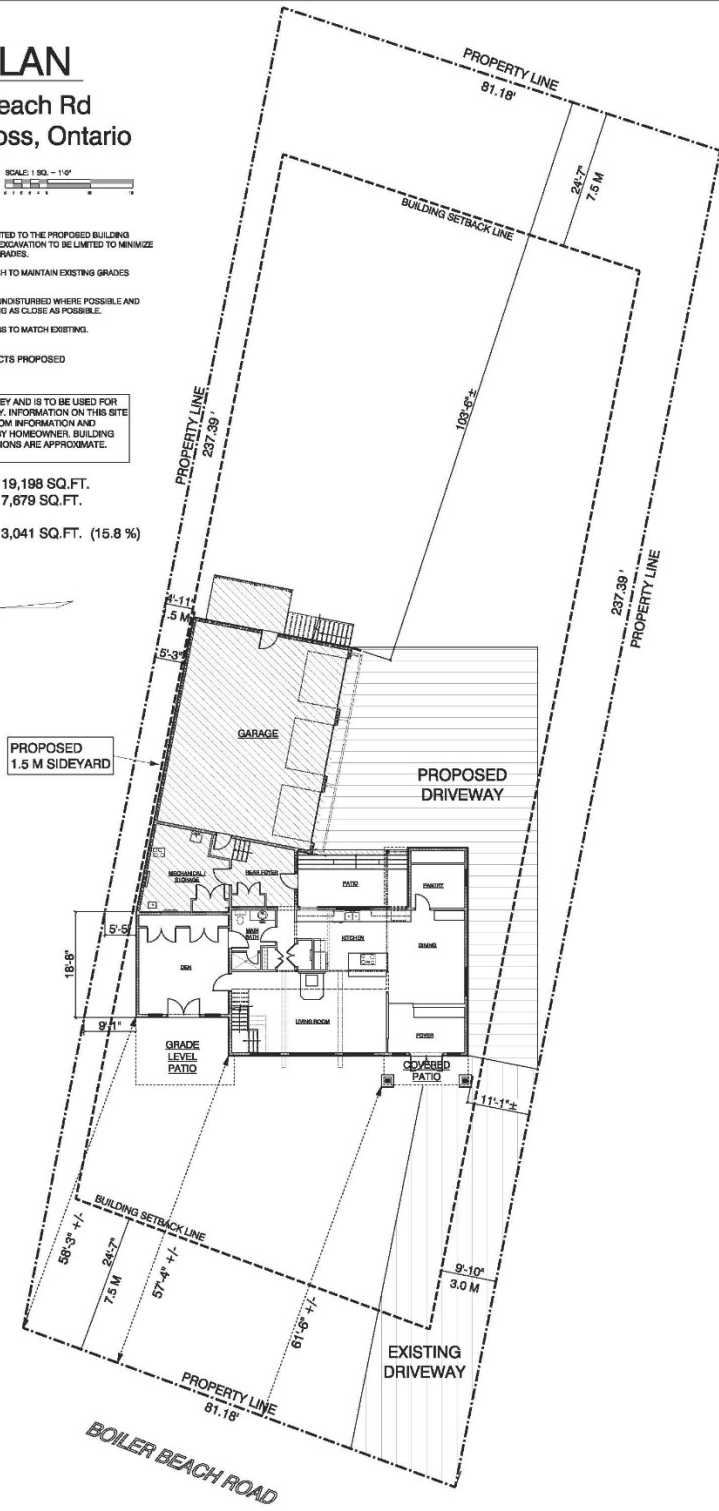 LAN
each Rd
oss, Ontario
SCALE: 1 SQ. - 1'0"
TED TO THE PROPOSED BUILDING
EXCAVATION TO BE LIMITED TO MINIMIZE
RADES.
H TO MAINTAIN EXISTING GRADES
UNDISTURBED WHERE POSSIBLE AND
G AS CLOSE AS POSSIBLE.
S TO MATCH EXISTING.
CTS PROPOSED
EY AND IS TO BE USED FOR
Y. INFORMATION ON THIS SITE
OM INFORMATION AND
BY HOMEOWNER. BUILDING
IONS ARE APPROXIMATE.
19,198 SQ.FT.
7,679 SQ.FT.
3,041 SQ.FT. (15.8 %)
PROPERTY LINE
81.18'
24'-7"
7.5 M
BUILDING SETBACK LINE
103'-6"±
PROPERTY LINE
237.39'
237.39'
PROPERTY LINE
4'-11"
.5 M
5'-3"
GARAGE
PROPOSED
1.5 M SIDEYARD
PROPOSED
DRIVEWAY
MECHANICAL/
STORAGE
REAR FOYER
PATIO
PANTRY
5'-5"
18'-8"
MAIN
BATH
KITCHEN
DINING
DEN
LIVING ROOM
FOYER
9'-1"
GRADE
LEVEL
PATIO
COVERED
PATIO
11'-1"±
BUILDING SETBACK LINE
58'-3" +/-
24'-7"
7.5 M
57'-4" +/-
61'-6" +/-
9'-10"
3.0 M
EXISTING
DRIVEWAY
PROPERTY LINE
81.18'
BOILER BEACH ROAD